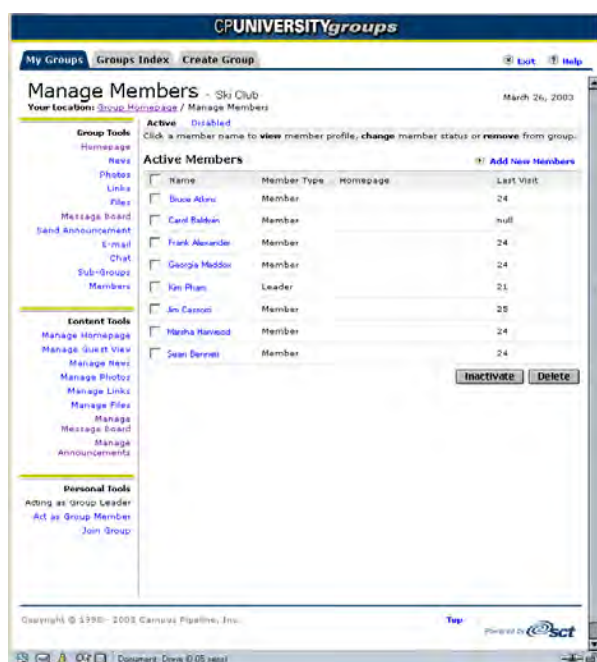 CPUNIVERSITYgroups
My Groups Groups Index Create Group Exit Help
Manage Members - Ski Club March 26, 2003
Your Location: Group Homepage / Manage Members
Active Disabled
Click a member name to view member profile, change member status or remove from group.
Active Members Add New Members
Name Member Type Homepage Last Visit
Bruce Atkins Member 24
Carol Baldwin Member null
Frank Alexander Member 24
Georgia Maddox Member 24
Kim Pham Leader 21
Jim Member 25
Marsha Harwood Member 24
Sean Bennett Member 24
Inactivate Delete
Group Tools
Homepage
News
Photos
Links
Files
Message Board
Send Announcement
E-mail
Chat
Sub-Groups
Members
Content Tools
Manage Homepage
Manage Guest View
Manage News
Manage Photos
Manage Links
Manage Files
Manage
Message Board
Manage
Announcements
Personal Tools
Acting as Group Leader
Act as Group Member
Join Group
Copyright © 1998- 2003 Campus Pipeline, Inc. Top
Powered by sct
Document: Done (0.05 secs)